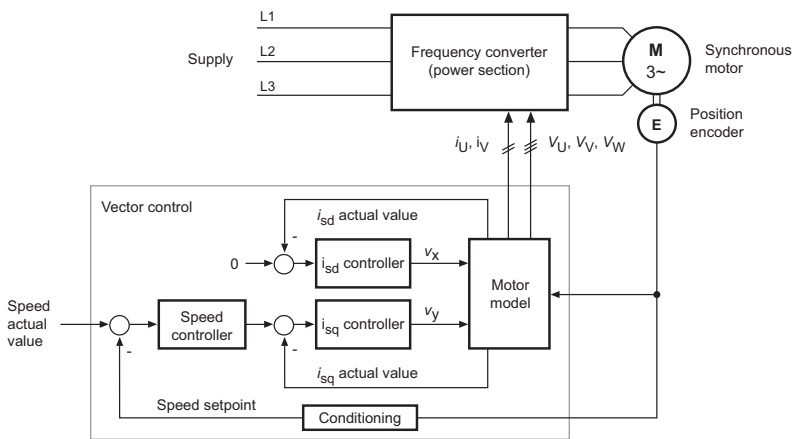 L1
Supply
L2
L3
Frequency converter
(power section)
M
3~
Synchronous
motor
E
Position
encoder
iU, iV
VU, VV, VW
Vector control
isd actual value
-
0
isd controller
vx
Motor
model
Speed
actual
value
-
Speed
controller
-
isq controller
vy
isq actual value
Speed setpoint
Conditioning